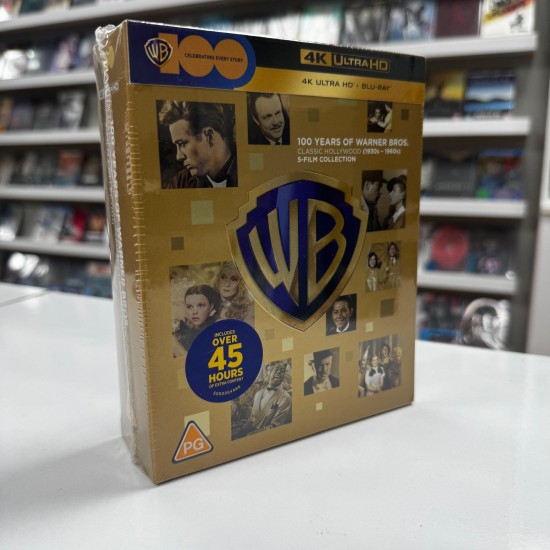 WB 100 CELEBRATING EVERY STORY
4K ULTRA HD
4K ULTRA HD + BLU-RAY
100 YEARS OF WARNER BROS.
CLASSIC HOLLYWOOD (1930s - 1960s)
5-FILM COLLECTION
WB
INCLUDES
OVER
45
HOURS
OF EXTRA CONTENT
PG